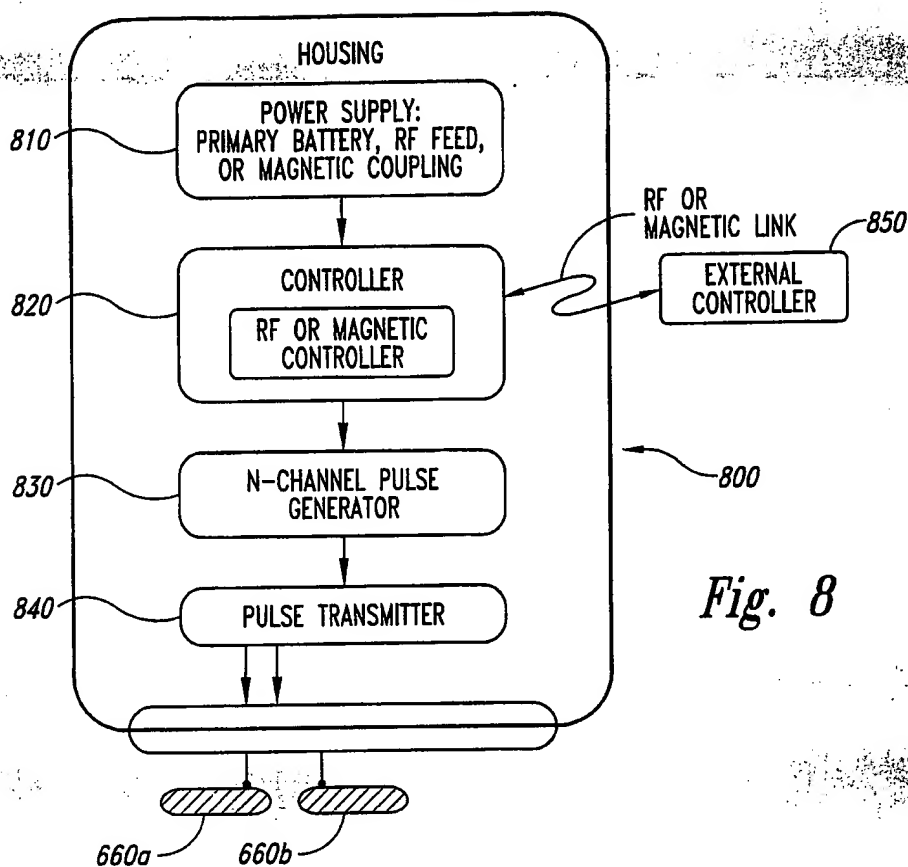 HOUSING
POWER SUPPLY:
PRIMARY BATTERY, RF FEED,
OR MAGNETIC COUPLING
810
RF OR
MAGNETIC LINK
850
EXTERNAL
CONTROLLER
CONTROLLER
820
RF OR MAGNETIC
CONTROLLER
830
N-CHANNEL PULSE
GENERATOR
800
840
PULSE TRANSMITTER
Fig. 8
660a
660b